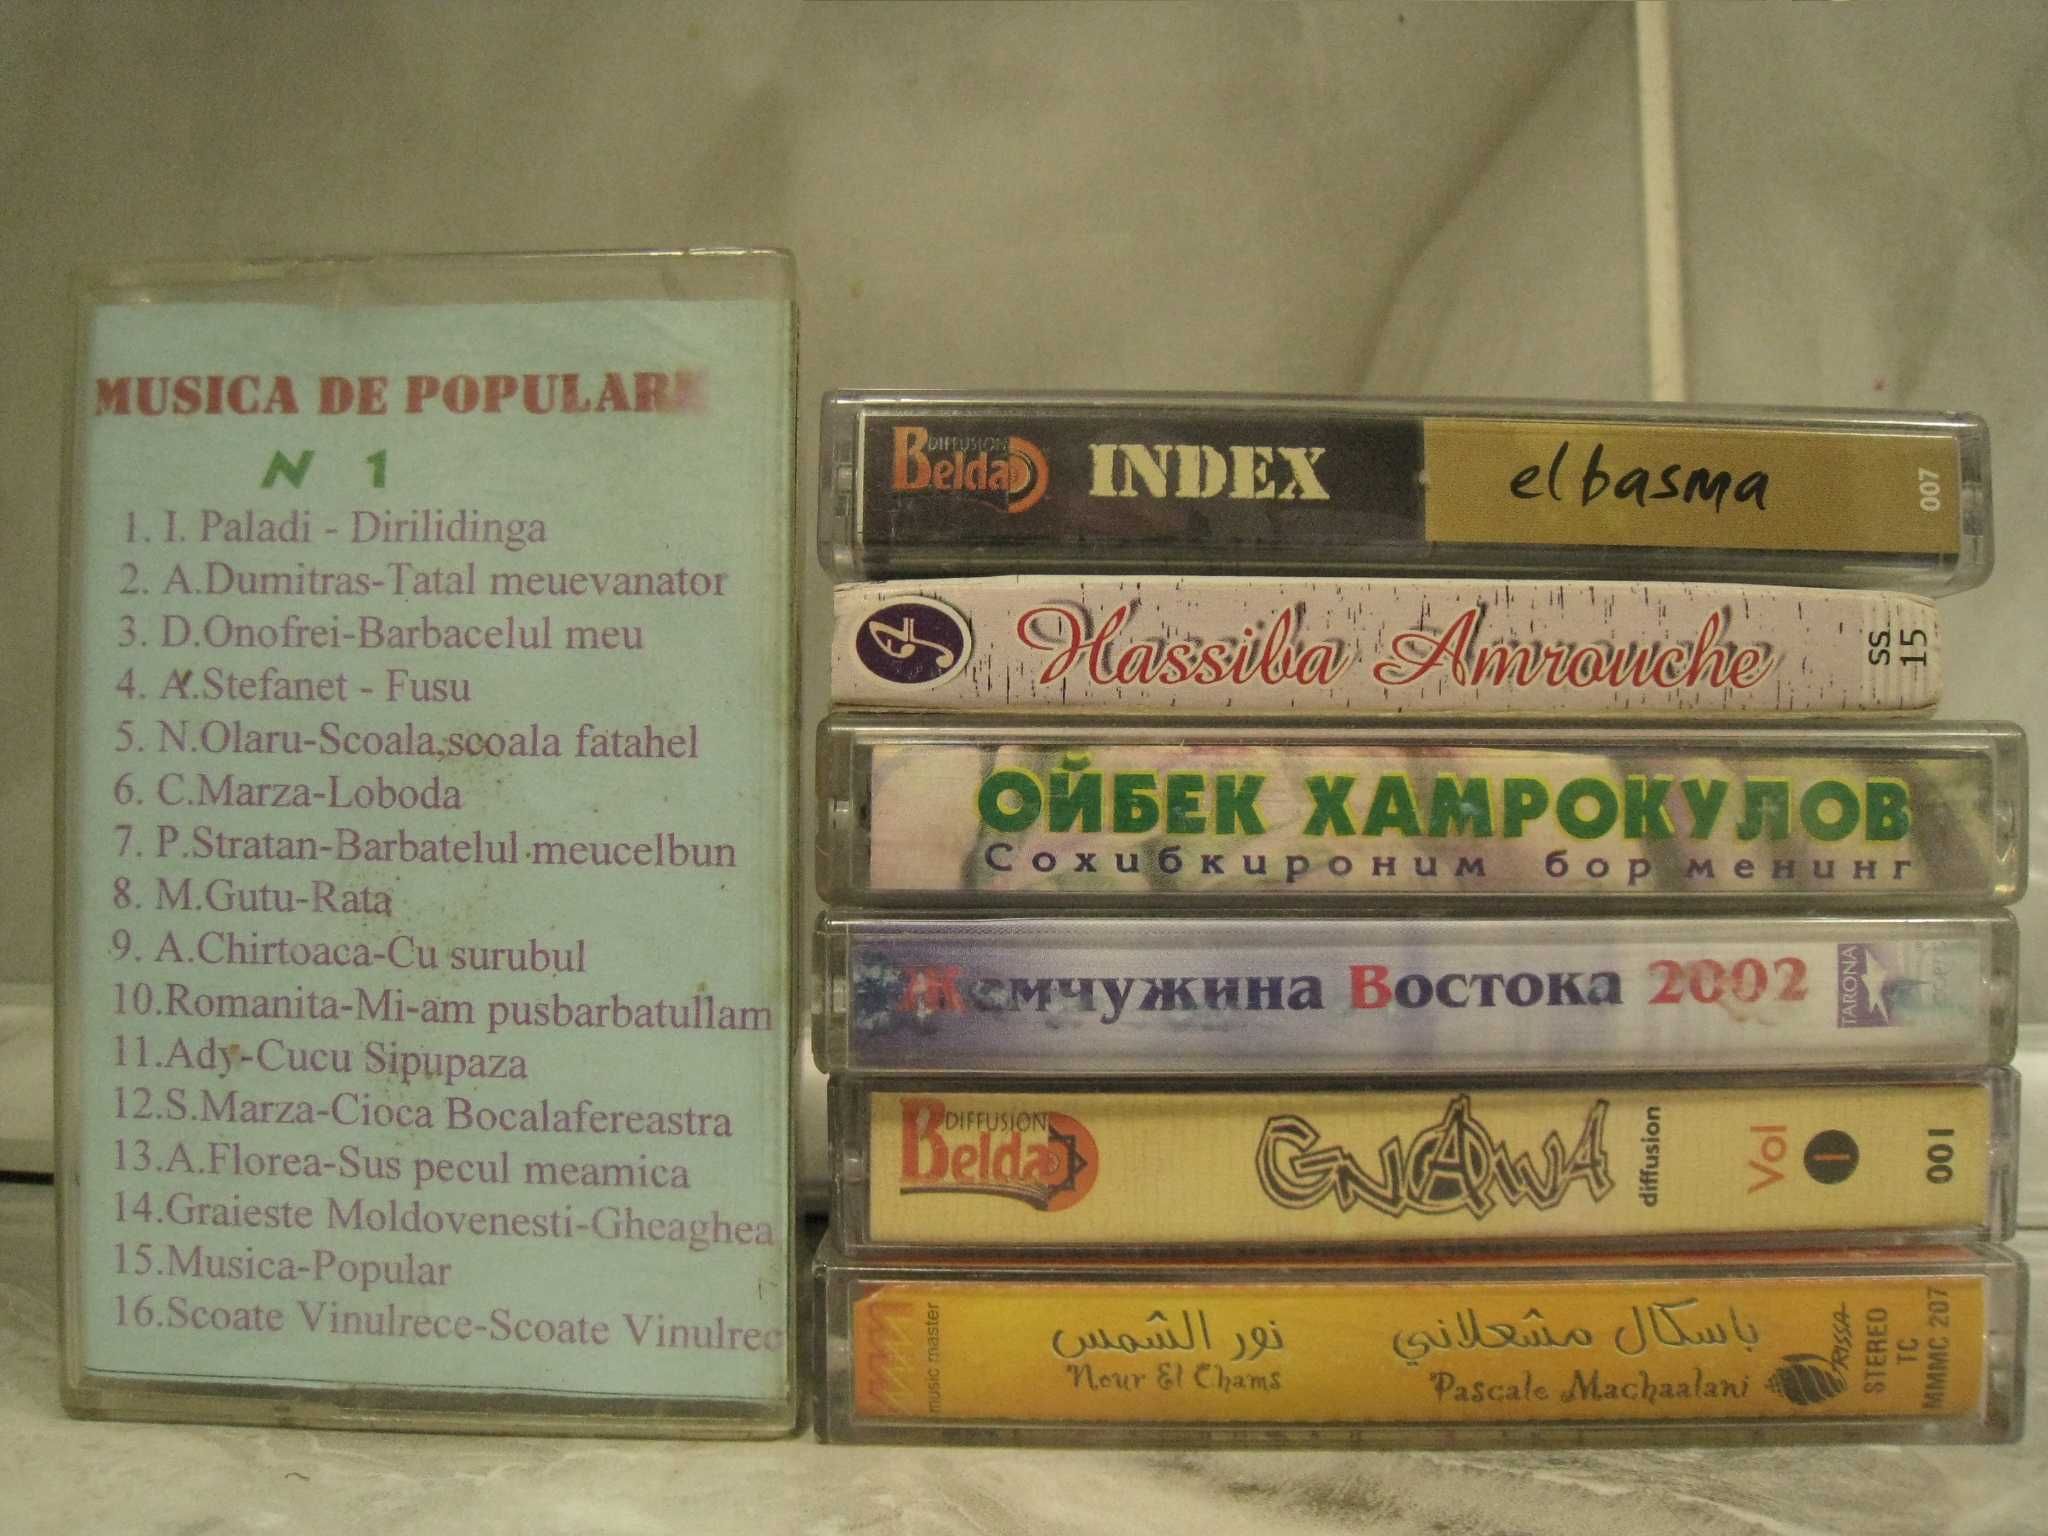 MUSICA DE POPULARE
N 1
1. I. Paladi - Dirilidinga
2. A.Dumitras-Tatal meuevanator
3. D.Onofrei-Barbacelul meu
4. A.Stefanet - Fusu
5. N.Olaru-Scoala,scoala fatahel
6. C.Marza-Loboda
7. P.Stratan-Barbatelul meucelbun
8. M.Gutu-Rata
9. A.Chirtoaca-Cu surubul
10.Romanita-Mi-am pusbarbatullam
11.Ady-Cucu Sipupaza
12.S.Marza-Cioca Bocalafereastra
13.A.Florea-Sus pecul meamica
14.Graieste Moldovenesti-Gheaghea
15.Musica-Popular
16.Scoate Vinulrece-Scoate Vinulrec
DIFFUSION
Belda
INDEX
el basma
007
Hassiba Amrouche
SS
15
ОЙБЕК ХАМРОКУЛОВ
Сохибкироним бор менинг
Жемчужина Востока 2002
TARONA
DIFFUSION
Belda
GNAWA
diffusion
Vol 1
001
music master
نور الشمس
Nour El Chams
باسكال مشعلاني
Pascale Machaalani
RISSA
STEREO
TC
MMMC 207